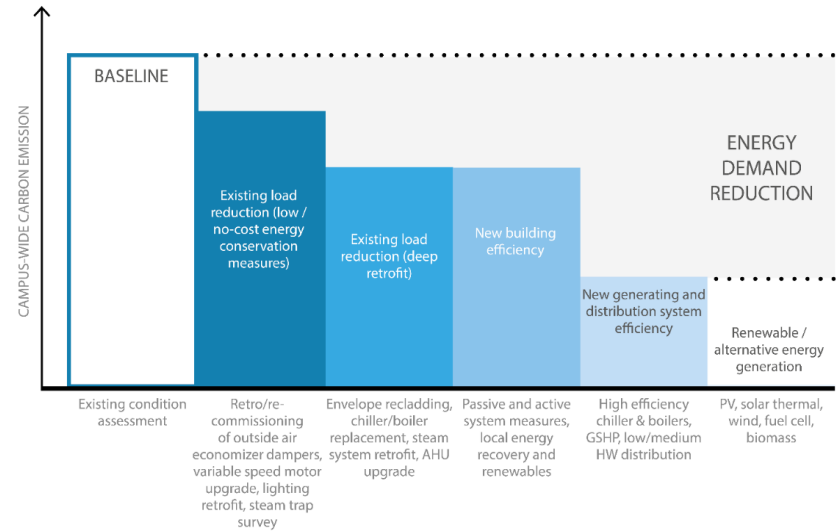 CAMPUS-WIDE CARBON EMISSION
BASELINE
Existing load
reduction (low /
no-cost energy
conservation
measures)
Existing load
reduction (deep
retrofit)
New building
efficiency
New generating and
distribution system
efficiency
ENERGY
DEMAND
REDUCTION
Renewable /
alternative energy
generation
Existing condition
assessment
Retro/re-
commissioning
of outside air
economizer dampers,
variable speed motor
upgrade, lighting
retrofit, steam trap
survey
Envelope recladding,
chiller/boiler
replacement, steam
system retrofit, AHU
upgrade
Passive and active
system measures,
local energy
recovery and
renewables
High efficiency
chiller & boilers,
GSHP, low/medium
HW distribution
PV, solar thermal,
wind, fuel cell,
biomass